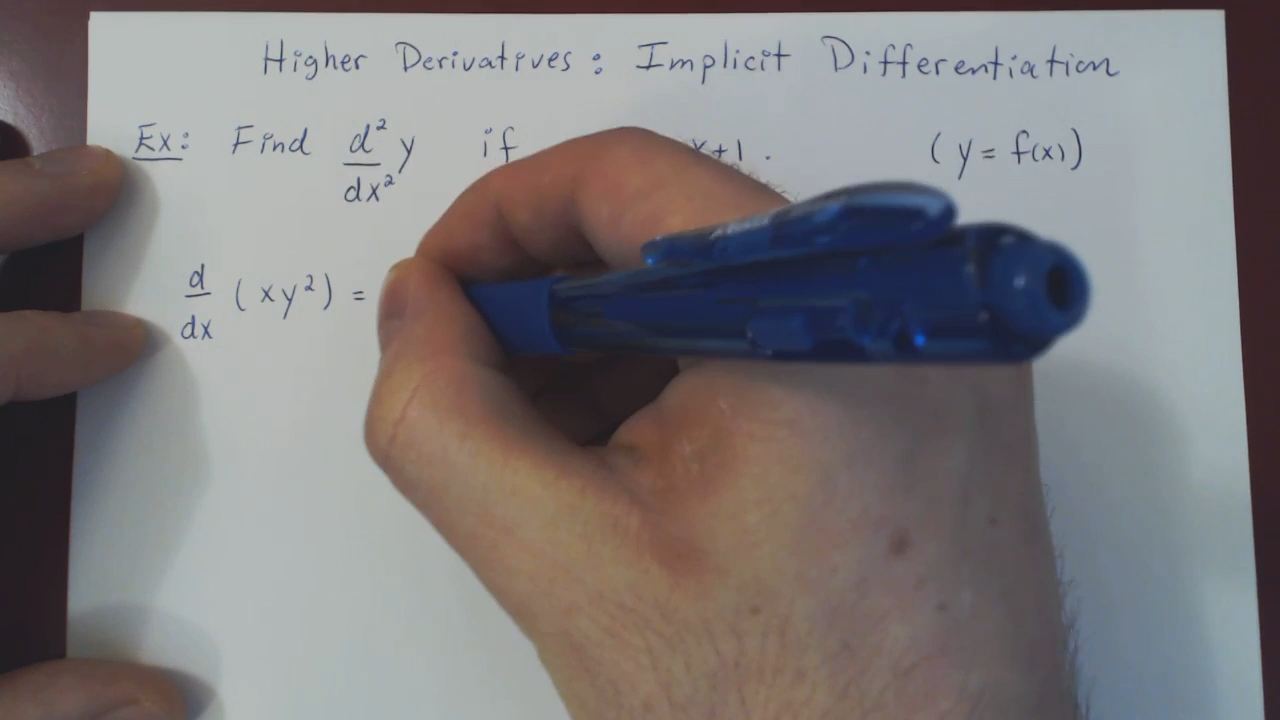 Higher Derivatives: Implicit Differentiation
Ex: Find d²/dx² y if x+1. (y = f(x))
d/dx (xy²) =